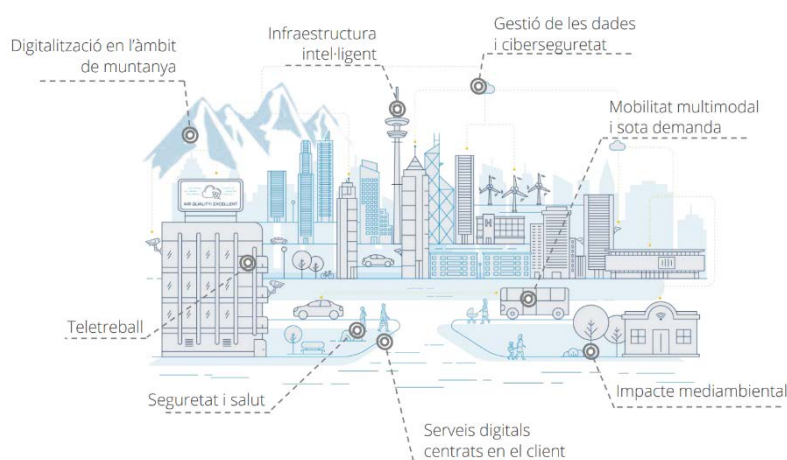 Gestió de les dades
i ciberseguretat
Infraestructura
intel·ligent
Digitalització en l'àmbit
de muntanya
Mobilitat multimodal
i sota demanda
AIR QUALITY: EXCELLENT
H
Teletreball
Seguretat i salut
Impacte mediambiental
Serveis digitals
centrats en el client